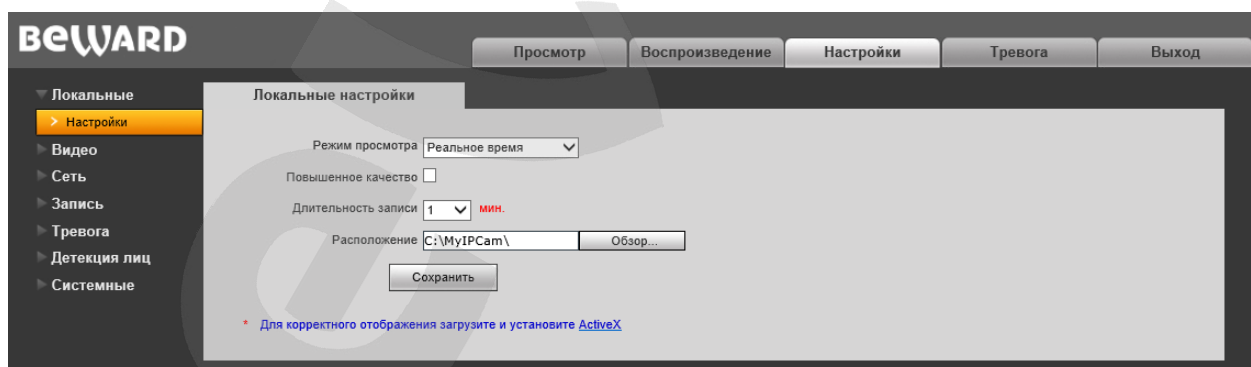 BEWARD
Просмотр Воспроизведение Настройки Тревога Выход
Локальные
Настройки
Видео
Сеть
Запись
Тревога
Детекция лиц
Системные
Локальные настройки
Режим просмотра Реальное время
Повышенное качество
Длительность записи 1 мин.
Расположение C:\MyIPCam\ Обзор...
Сохранить
* Для корректного отображения загрузите и установите ActiveX